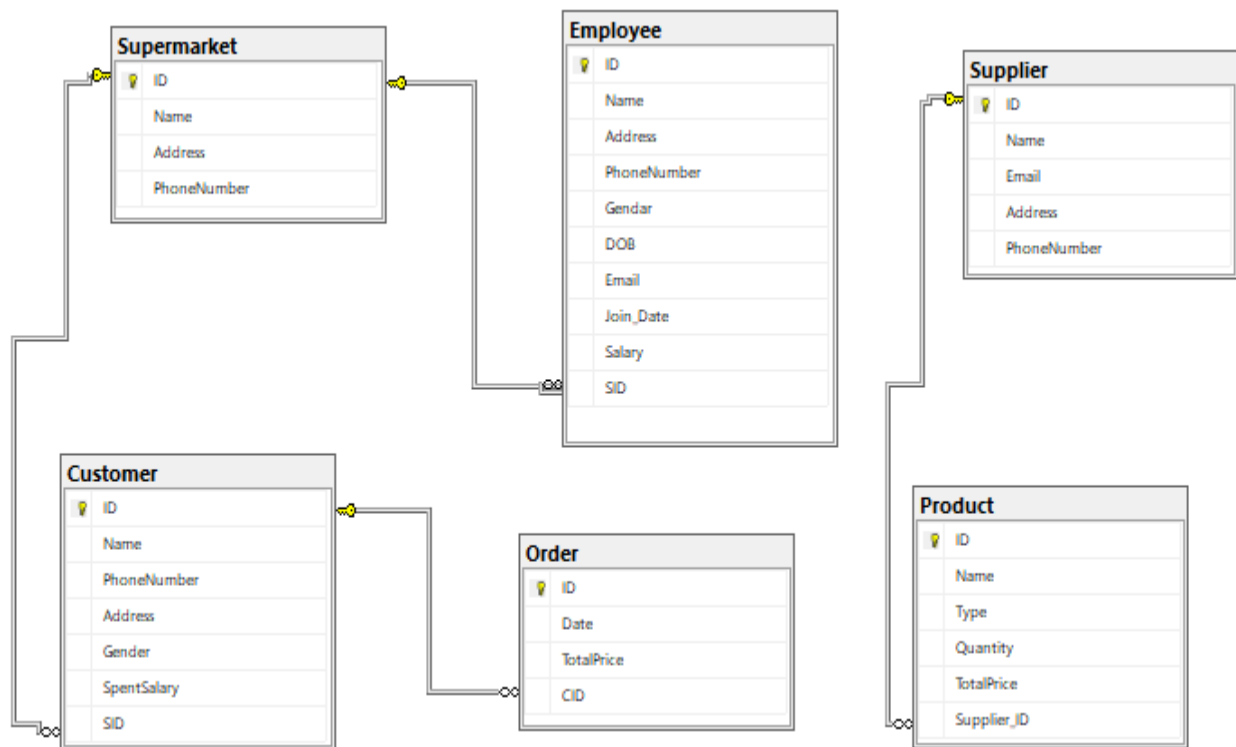 Supermarket
ID
Name
Address
PhoneNumber
Employee
ID
Name
Address
PhoneNumber
Gendar
DOB
Email
Join_Date
Salary
SID
Supplier
ID
Name
Email
Address
PhoneNumber
Customer
ID
Name
PhoneNumber
Address
Gender
SpentSalary
SID
Order
ID
Date
TotalPrice
CID
Product
ID
Name
Type
Quantity
TotalPrice
Supplier_ID